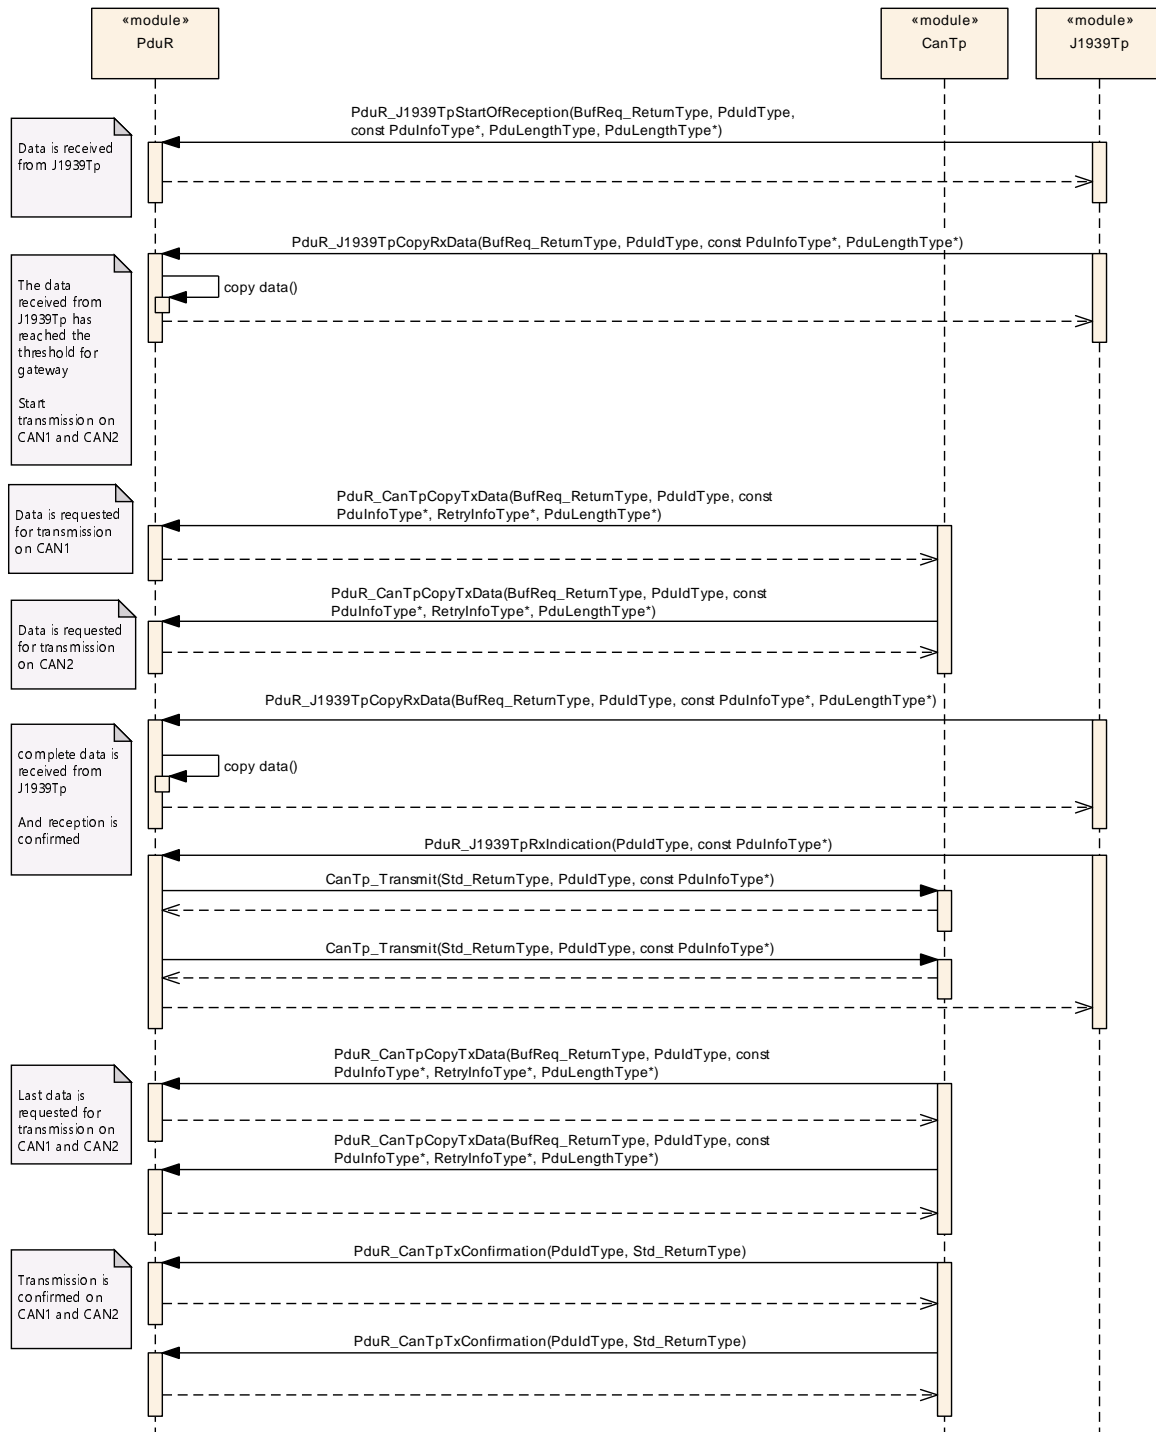 «module»
PduR
«module»
CanTp
«module»
J1939Tp
PduR_J1939TpStartOfReception(BufReq_ReturnType, PduIdType,
const PduInfoType*, PduLengthType, PduLengthType*)
Data is received
from J1939Tp
PduR_J1939TpCopyRxData(BufReq_ReturnType, PduIdType, const PduInfoType*, PduLengthType*)
The data
received from
J1939Tp has
reached the
threshold for
gateway
Start
transmission on
CAN1 and CAN2
copy data()
PduR_CanTpCopyTxData(BufReq_ReturnType, PduIdType, const
PduInfoType*, RetryInfoType*, PduLengthType*)
Data is requested
for transmission
on CAN1
PduR_CanTpCopyTxData(BufReq_ReturnType, PduIdType, const
PduInfoType*, RetryInfoType*, PduLengthType*)
Data is requested
for transmission
on CAN2
PduR_J1939TpCopyRxData(BufReq_ReturnType, PduIdType, const PduInfoType*, PduLengthType*)
complete data is
received from
J1939Tp
And reception is
confirmed
copy data()
PduR_J1939TpRxIndication(PduIdType, const PduInfoType*)
CanTp_Transmit(Std_ReturnType, PduIdType, const PduInfoType*)
CanTp_Transmit(Std_ReturnType, PduIdType, const PduInfoType*)
PduR_CanTpCopyTxData(BufReq_ReturnType, PduIdType, const
PduInfoType*, RetryInfoType*, PduLengthType*)
Last data is
requested for
transmission on
CAN1 and CAN2
PduR_CanTpCopyTxData(BufReq_ReturnType, PduIdType, const
PduInfoType*, RetryInfoType*, PduLengthType*)
PduR_CanTpTxConfirmation(PduIdType, Std_ReturnType)
Transmission is
confirmed on
CAN1 and CAN2
PduR_CanTpTxConfirmation(PduIdType, Std_ReturnType)